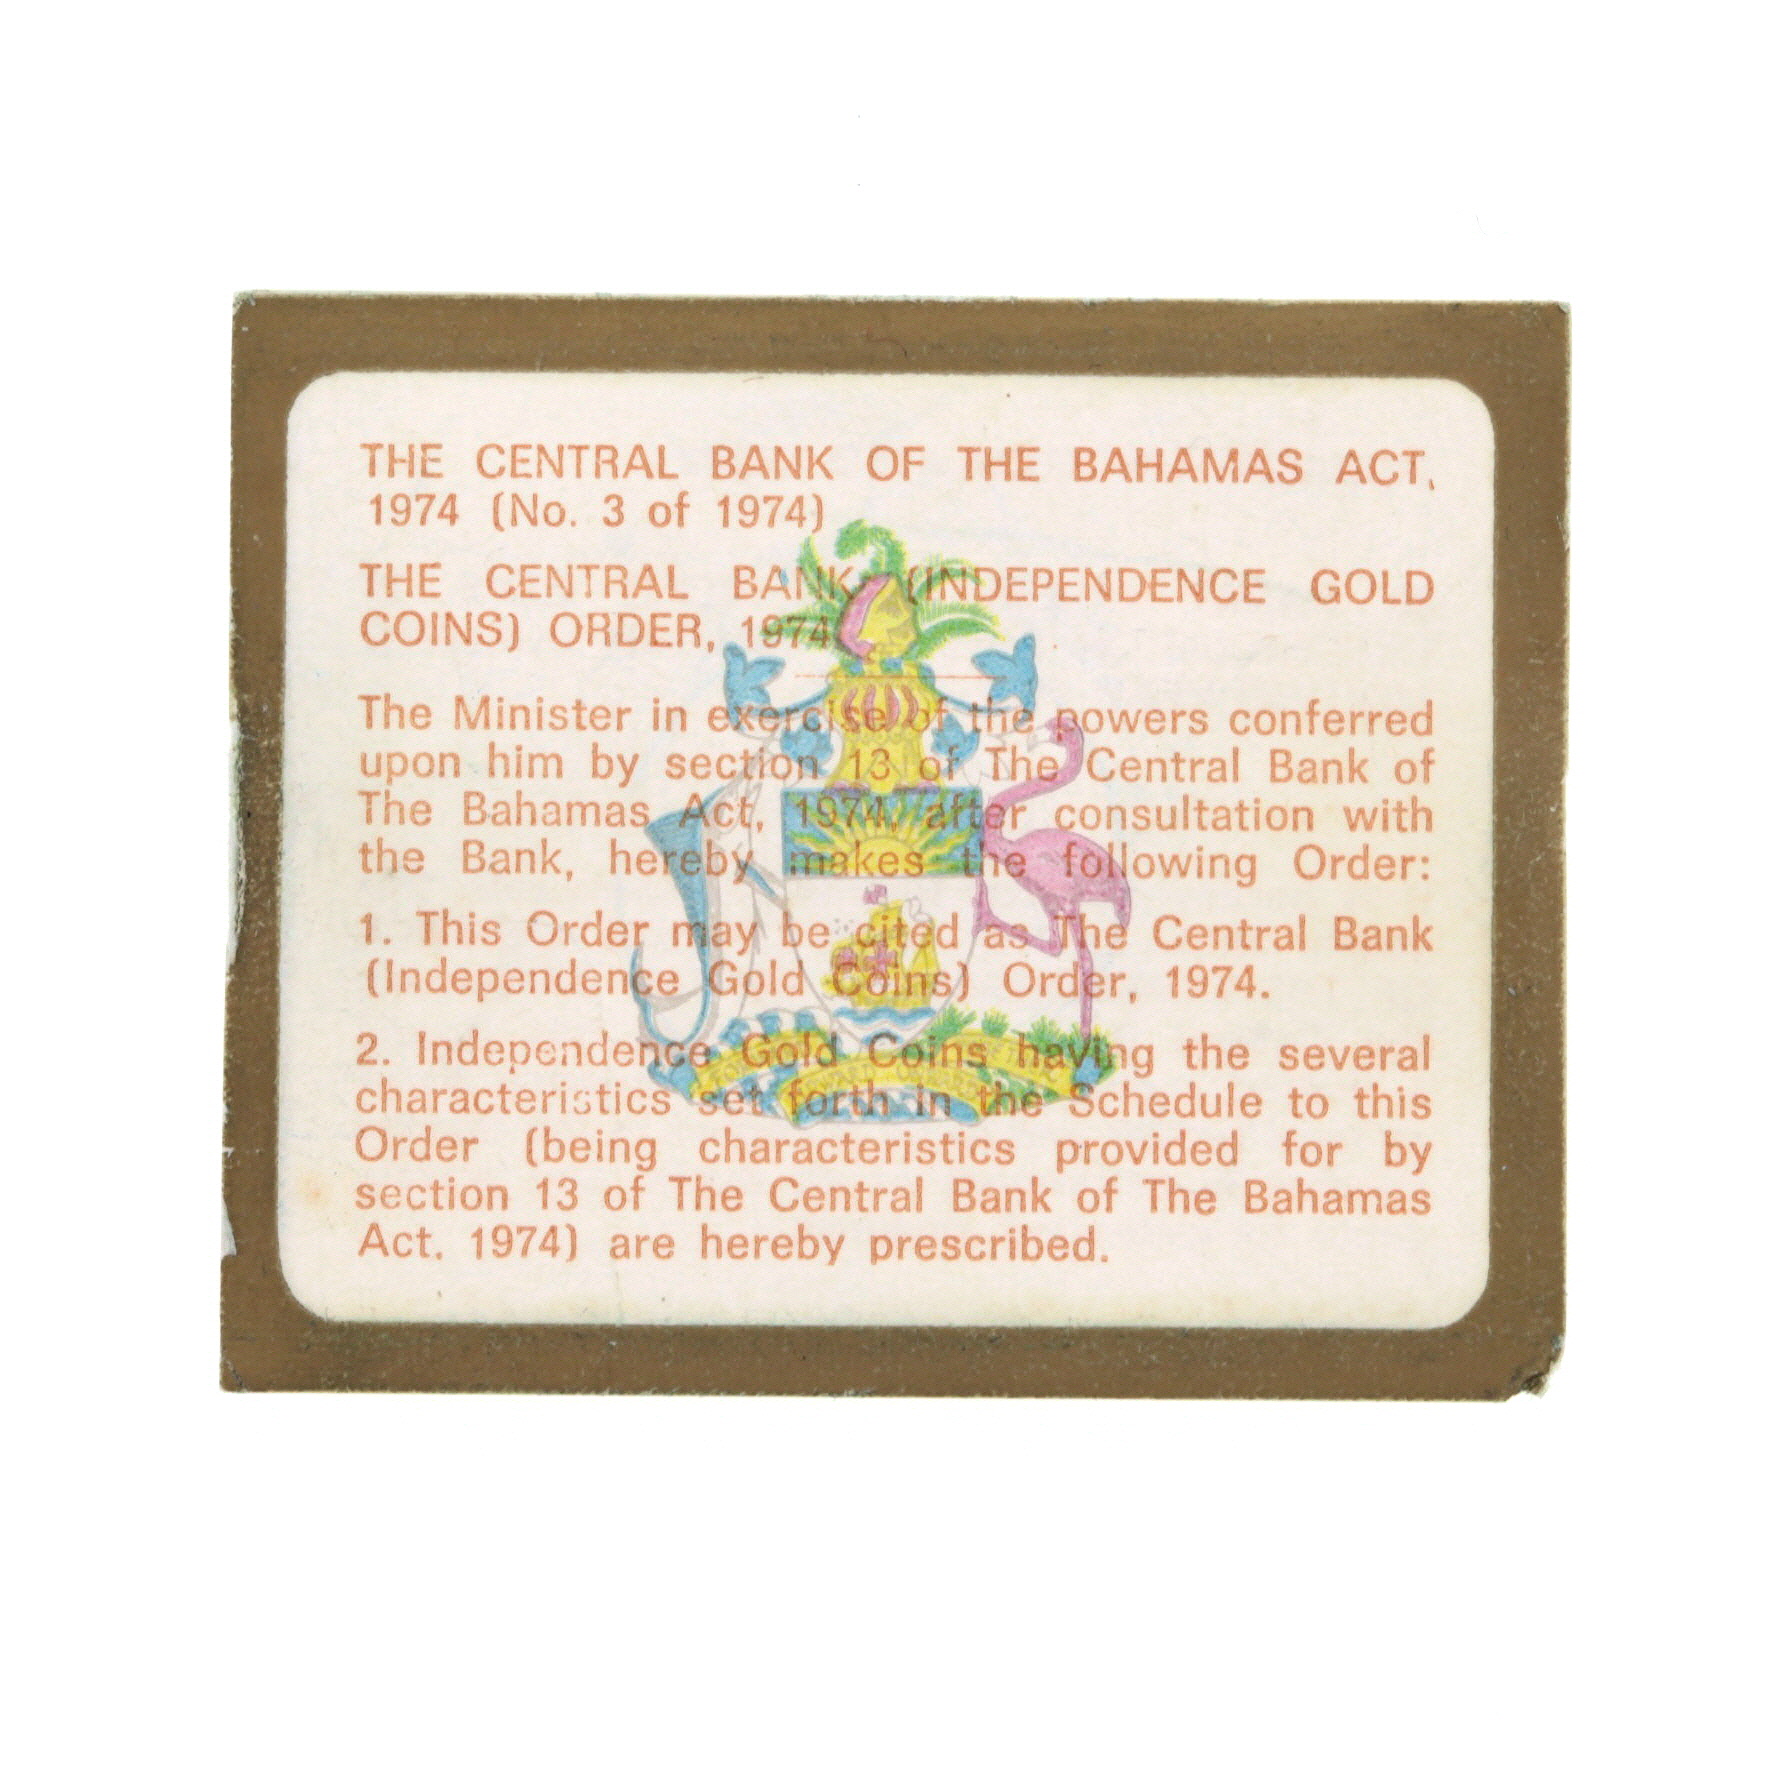 THE CENTRAL BANK OF THE BAHAMAS ACT,
1974 (No. 3 of 1974)
THE CENTRAL BANK (INDEPENDENCE GOLD
COINS) ORDER, 1974
The Minister in exercise of the powers conferred
upon him by section 13 of The Central Bank of
The Bahamas Act, 1974, after consultation with
the Bank, hereby makes the following Order:
1. This Order may be cited as The Central Bank
(Independence Gold Coins) Order, 1974.
2. Independence Gold Coins having the several
characteristics set forth in the Schedule to this
Order (being characteristics provided for by
section 13 of The Central Bank of The Bahamas
Act, 1974) are hereby prescribed.